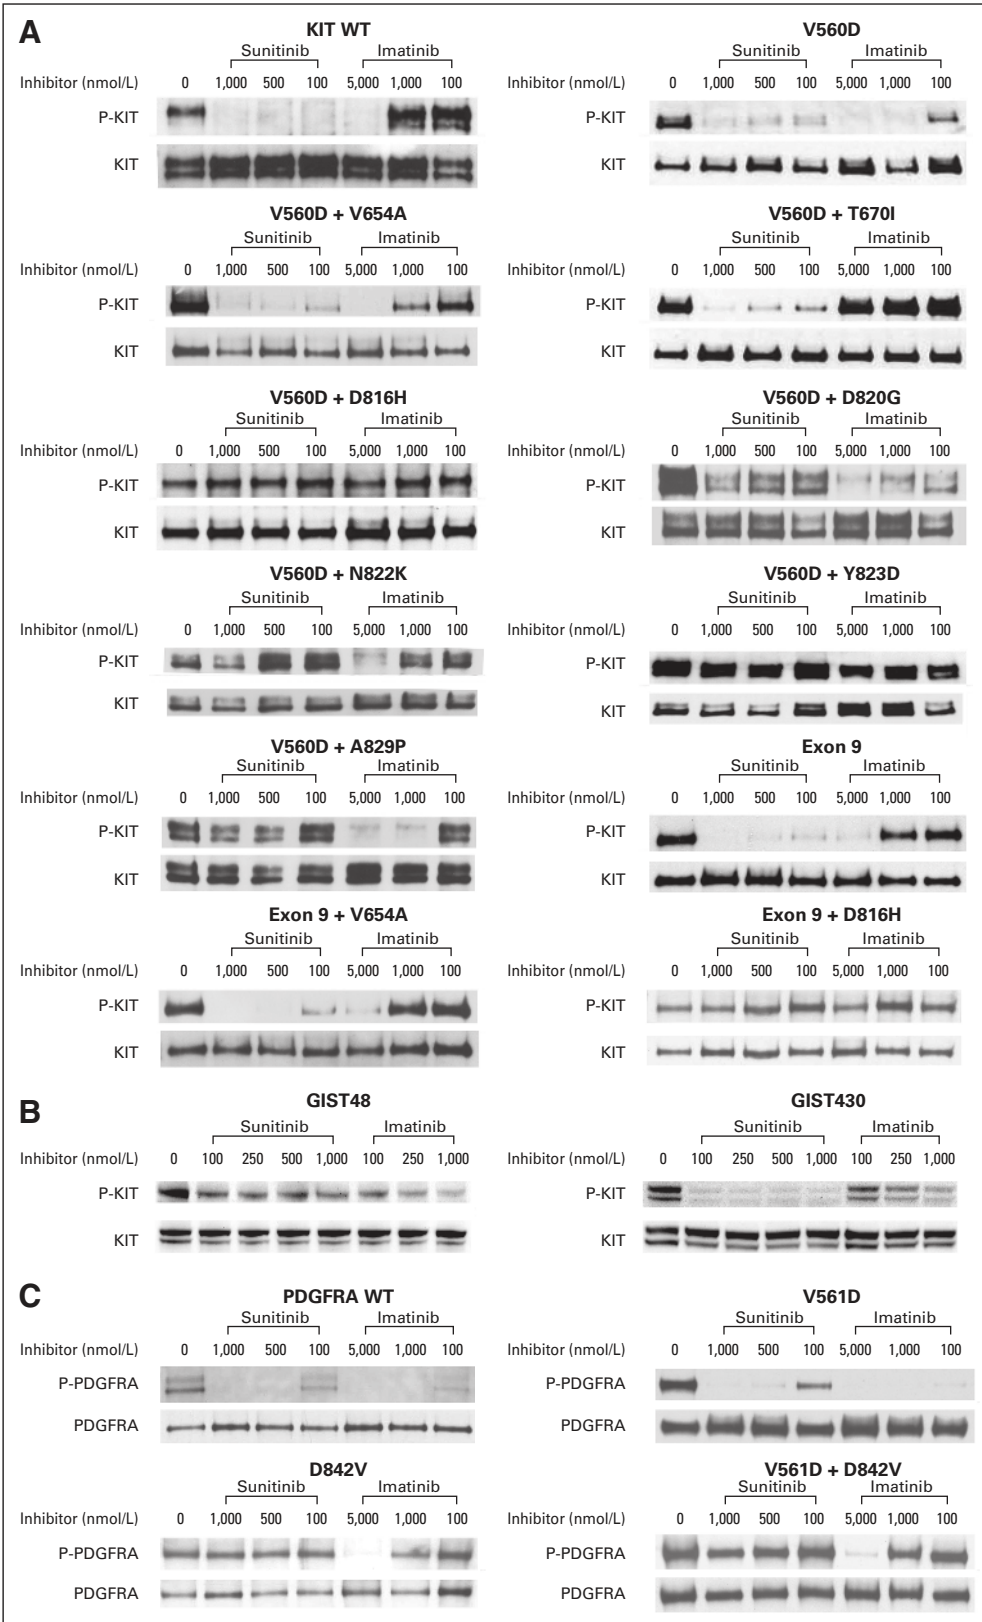 A
KIT WT
Sunitinib Imatinib
Inhibitor (nmol/L) 0 1,000 500 100 5,000 1,000 100
P-KIT
KIT
V560D
Sunitinib Imatinib
Inhibitor (nmol/L) 0 1,000 500 100 5,000 1,000 100
P-KIT
KIT
V560D + V654A
Sunitinib Imatinib
Inhibitor (nmol/L) 0 1,000 500 100 5,000 1,000 100
P-KIT
KIT
V560D + T670I
Sunitinib Imatinib
Inhibitor (nmol/L) 0 1,000 500 100 5,000 1,000 100
P-KIT
KIT
V560D + D816H
Sunitinib Imatinib
Inhibitor (nmol/L) 0 1,000 500 100 5,000 1,000 100
P-KIT
KIT
V560D + D820G
Sunitinib Imatinib
Inhibitor (nmol/L) 0 1,000 500 100 5,000 1,000 100
P-KIT
KIT
V560D + N822K
Sunitinib Imatinib
Inhibitor (nmol/L) 0 1,000 500 100 5,000 1,000 100
P-KIT
KIT
V560D + Y823D
Sunitinib Imatinib
Inhibitor (nmol/L) 0 1,000 500 100 5,000 1,000 100
P-KIT
KIT
V560D + A829P
Sunitinib Imatinib
Inhibitor (nmol/L) 0 1,000 500 100 5,000 1,000 100
P-KIT
KIT
Exon 9
Sunitinib Imatinib
Inhibitor (nmol/L) 0 1,000 500 100 5,000 1,000 100
P-KIT
KIT
Exon 9 + V654A
Sunitinib Imatinib
Inhibitor (nmol/L) 0 1,000 500 100 5,000 1,000 100
P-KIT
KIT
Exon 9 + D816H
Sunitinib Imatinib
Inhibitor (nmol/L) 0 1,000 500 100 5,000 1,000 100
P-KIT
KIT
B
GIST48
Sunitinib Imatinib
Inhibitor (nmol/L) 0 100 250 500 1,000 100 250 1,000
P-KIT
KIT
GIST430
Sunitinib Imatinib
Inhibitor (nmol/L) 0 100 250 500 1,000 100 250 1,000
P-KIT
KIT
C
PDGFRA WT
Sunitinib Imatinib
Inhibitor (nmol/L) 0 1,000 500 100 5,000 1,000 100
P-PDGFRA
PDGFRA
V561D
Sunitinib Imatinib
Inhibitor (nmol/L) 0 1,000 500 100 5,000 1,000 100
P-PDGFRA
PDGFRA
D842V
Sunitinib Imatinib
Inhibitor (nmol/L) 0 1,000 500 100 5,000 1,000 100
P-PDGFRA
PDGFRA
V561D + D842V
Sunitinib Imatinib
Inhibitor (nmol/L) 0 1,000 500 100 5,000 1,000 100
P-PDGFRA
PDGFRA